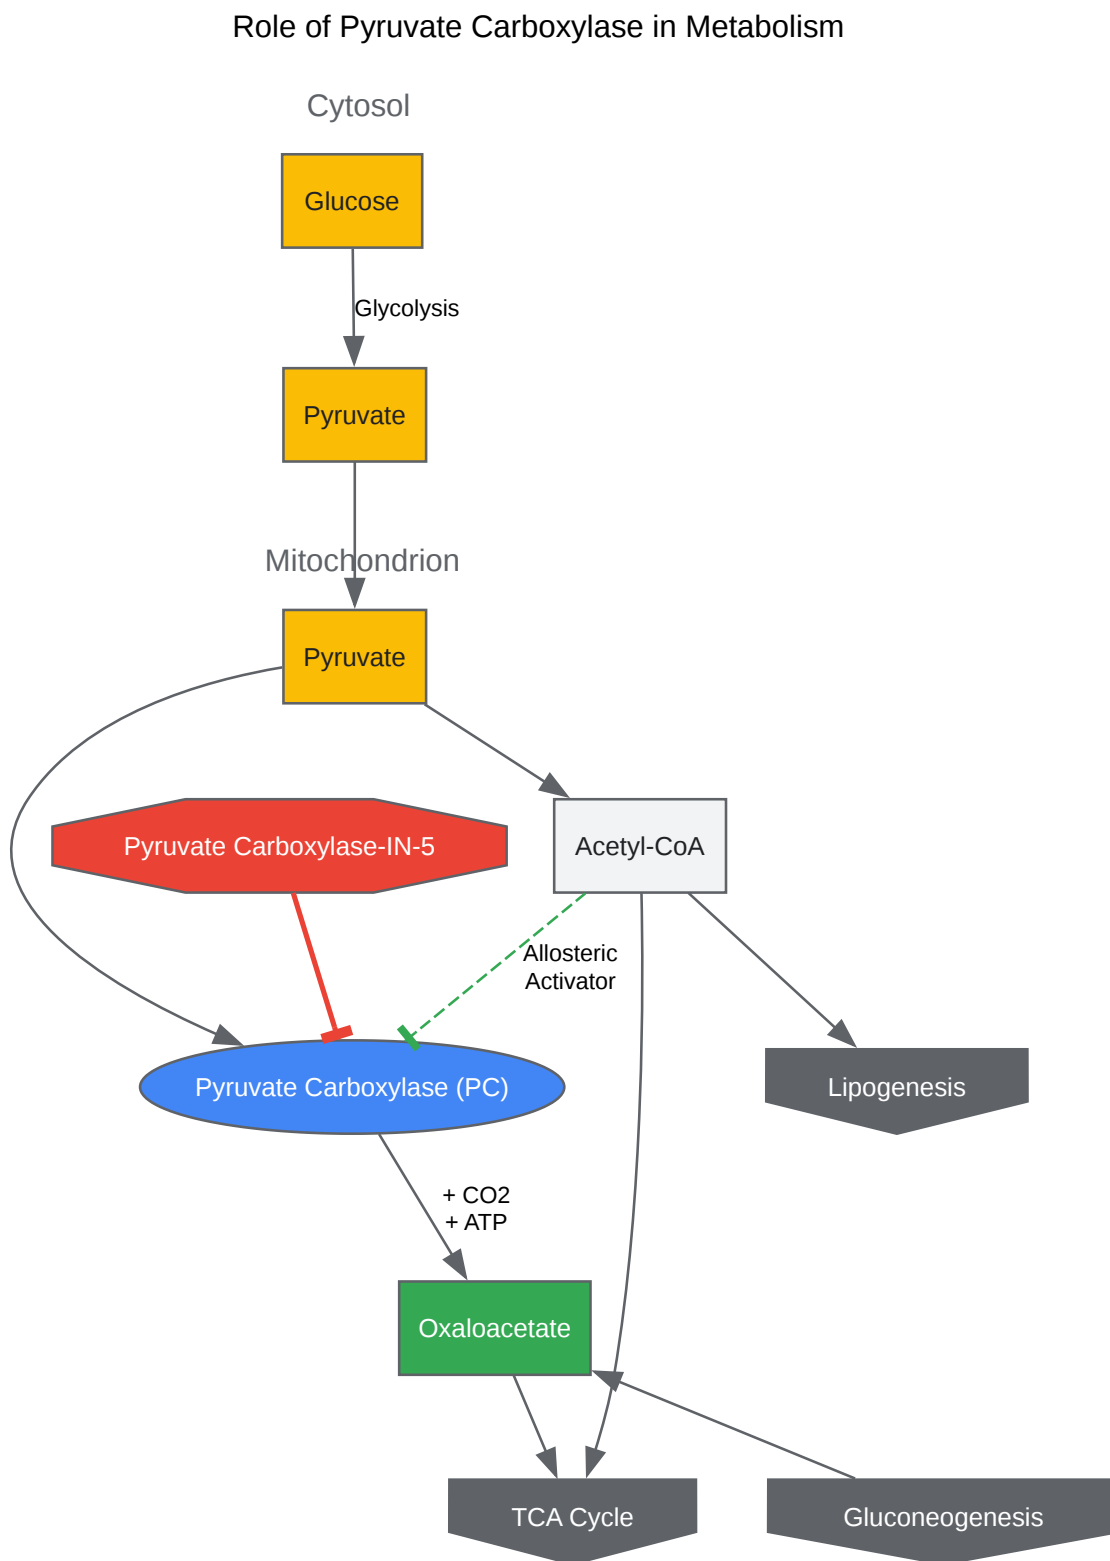 Role of Pyruvate Carboxylase in Metabolism
Cytosol
Glucose
Glycolysis
Pyruvate
Mitochondrion
Pyruvate
Pyruvate Carboxylase-IN-5
Acetyl-CoA
Allosteric
Activator
Pyruvate Carboxylase (PC)
Lipogenesis
+ CO2
+ ATP
Oxaloacetate
TCA Cycle
Gluconeogenesis